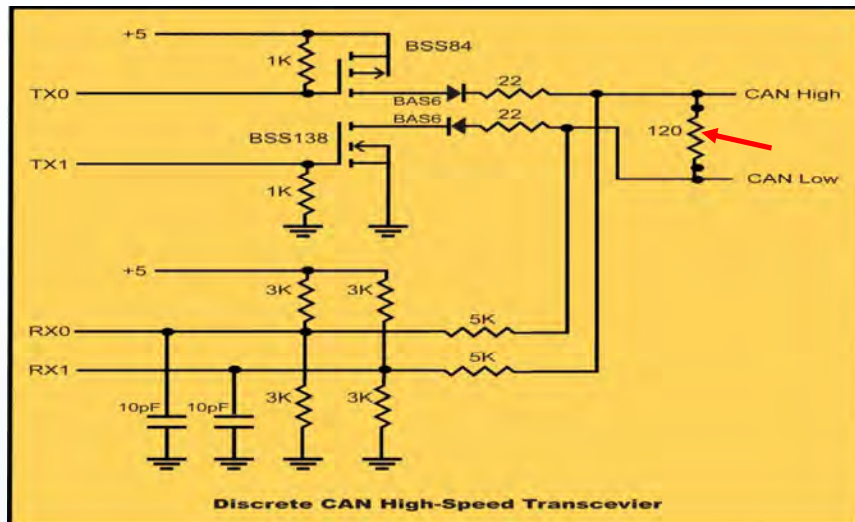 +5
BSS84
1K
22
TX0
BAS6
CAN High
BAS6
22
BSS138
120
TX1
CAN Low
1K
+5
3K
3K
5K
RX0
5K
RX1
10pF
10pF
3K
3K
Discrete CAN High-Speed Transcevier